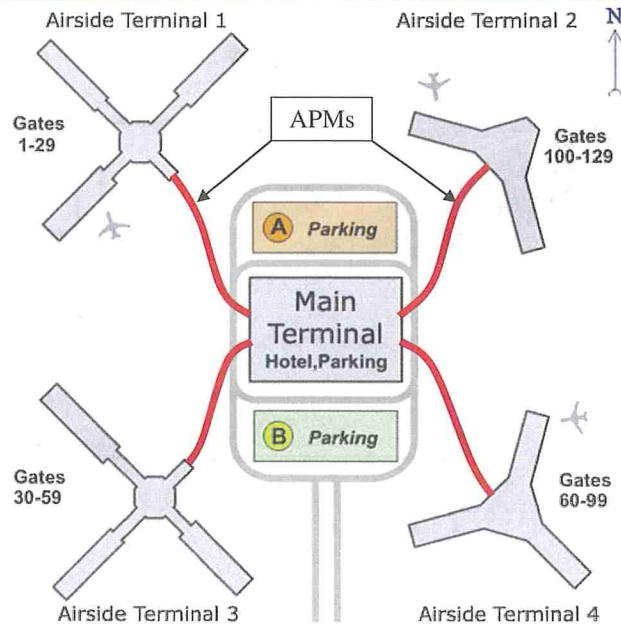 Airside Terminal 1
Airside Terminal 2
N
APMs
Gates
1-29
Gates
100-129
A Parking
Main
Terminal
Hotel,Parking
B Parking
Gates
30-59
Gates
60-99
Airside Terminal 3
Airside Terminal 4